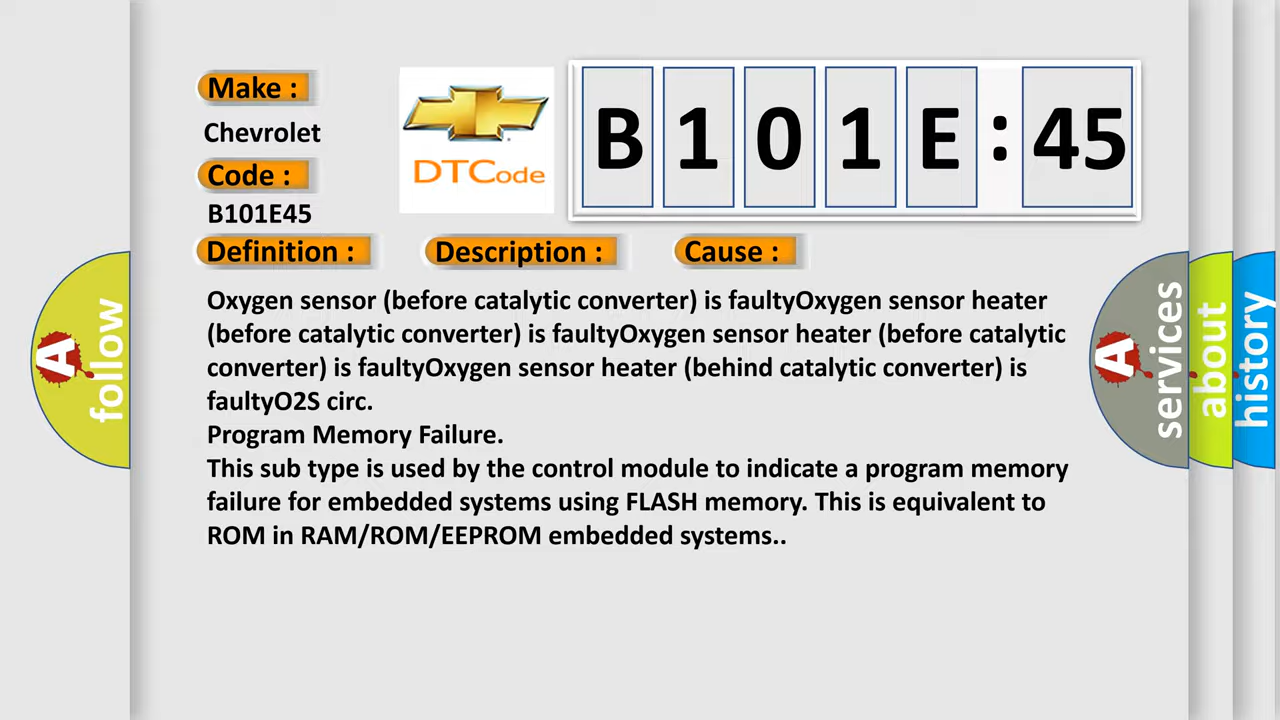 Make :
Chevrolet
Code :
B101E45
DTCode
B101E:45
Definition :
Description :
Cause :
Oxygen sensor (before catalytic converter) is faultyOxygen sensor heater
(before catalytic converter) is faultyOxygen sensor heater (before catalytic
converter) is faultyOxygen sensor heater (behind catalytic converter) is
faultyO2S circ.
Program Memory Failure.
This sub type is used by the control module to indicate a program memory
failure for embedded systems using FLASH memory. This is equivalent to
ROM in RAM/ROM/EEPROM embedded systems..
A
follow
A
services
about
history